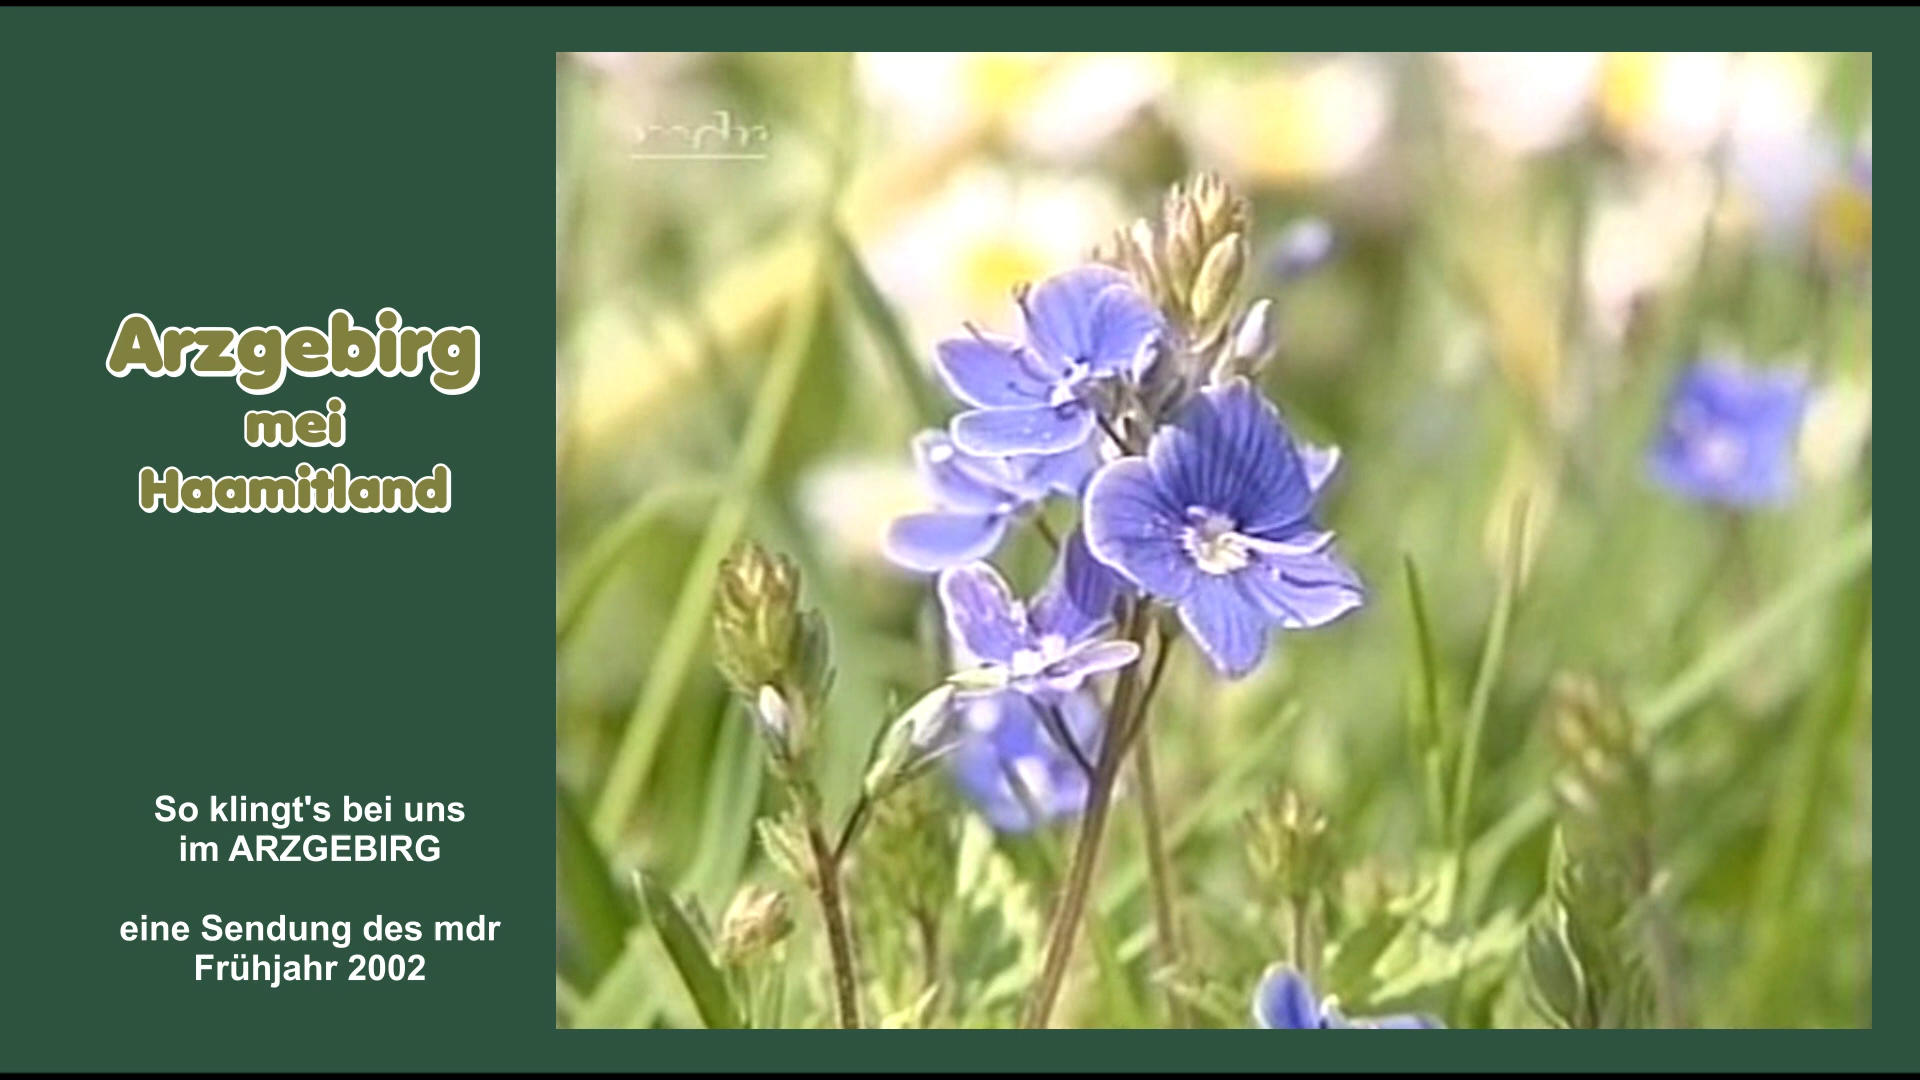 Arzgebirg
mei
Haamitland
So klingt's bei uns
im ARZGEBIRG
eine Sendung des mdr
Frühjahr 2002